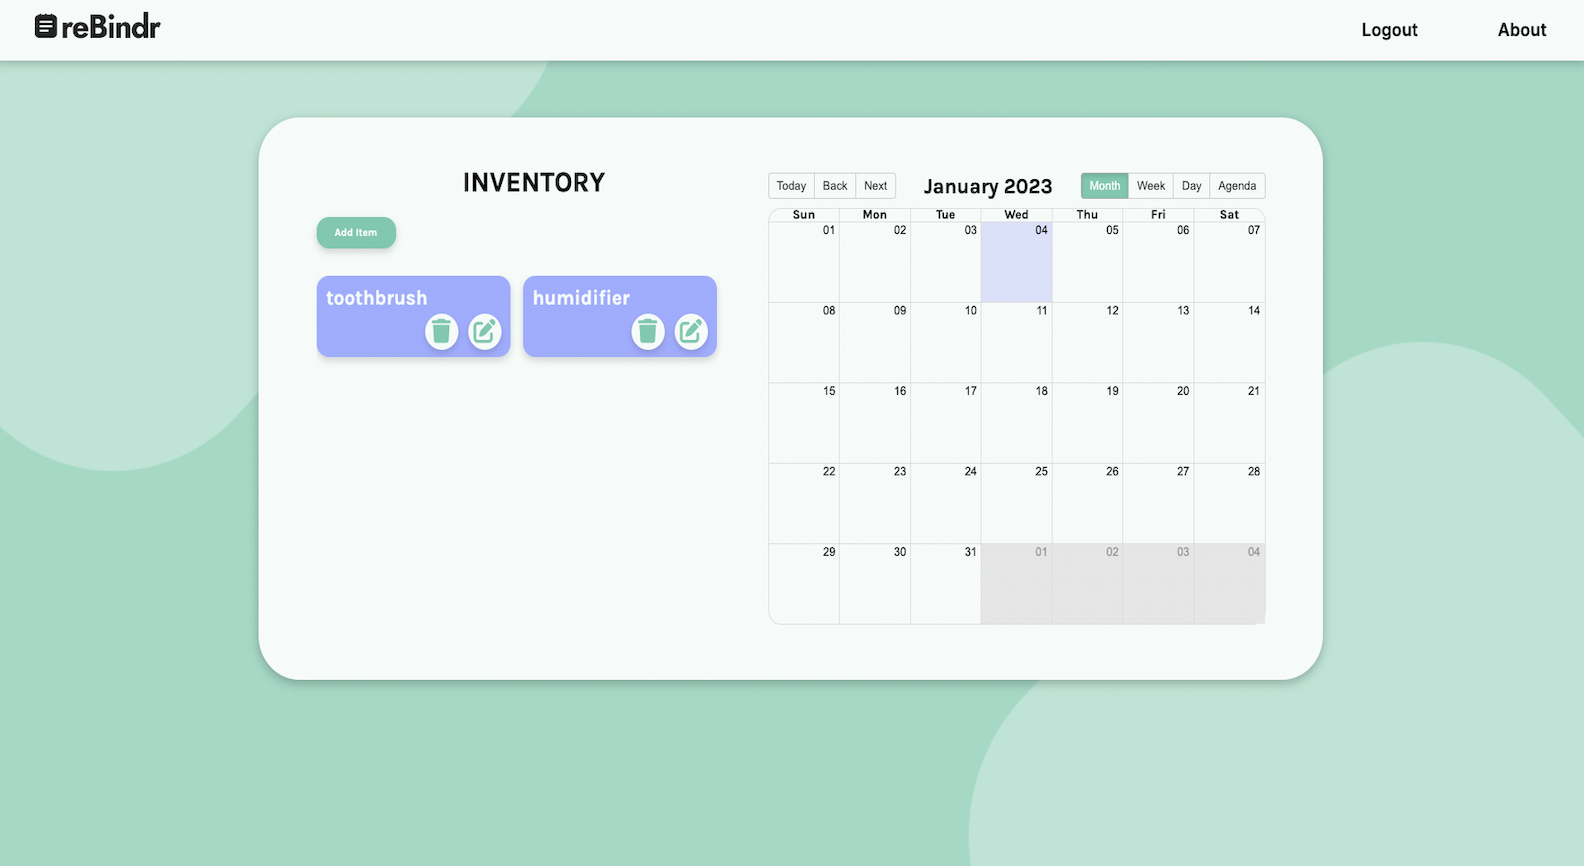 reBindr
Logout About
INVENTORY
Add Item
toothbrush
humidifier
Today Back Next
January 2023
Month Week Day Agenda
Sun Mon Tue Wed Thu Fri Sat
01 02 03 04 05 06 07
08 09 10 11 12 13 14
15 16 17 18 19 20 21
22 23 24 25 26 27 28
29 30 31 01 02 03 04